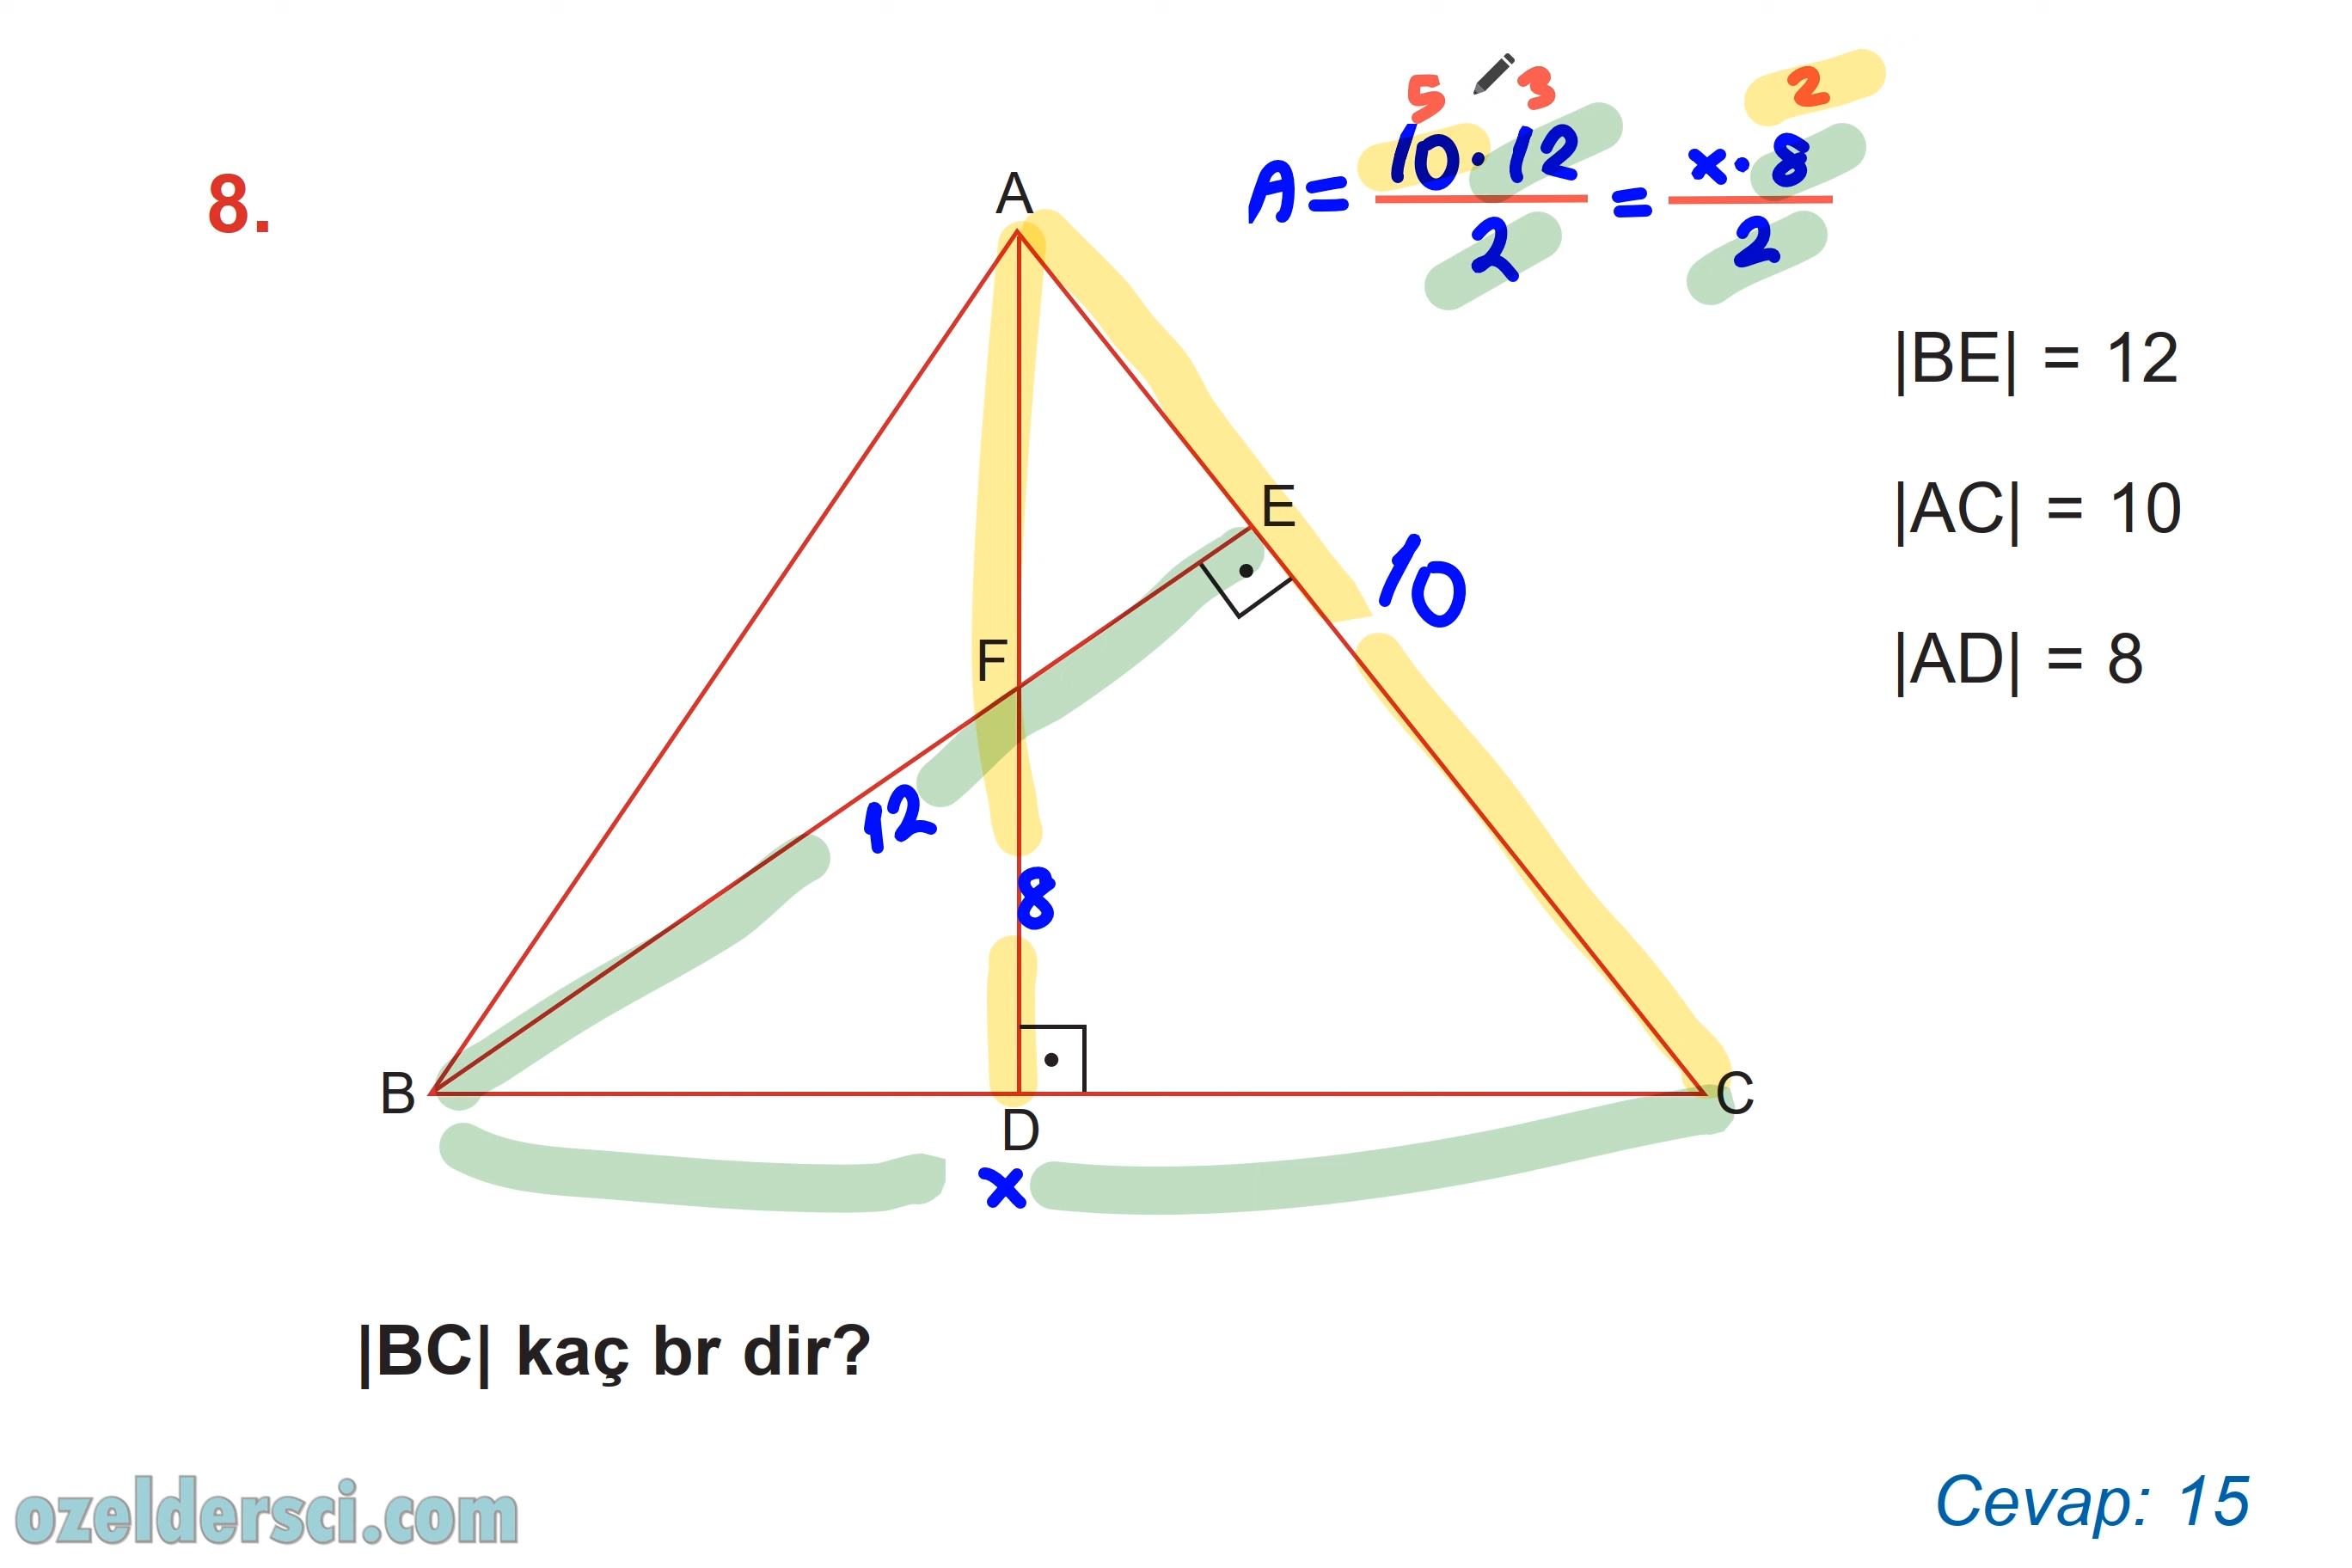 8.
5 3 2
A = 10·12 = x·8
2 2
A
|BE| = 12
E
|AC| = 10
10
F
|AD| = 8
12
8
B
C
D
x
|BC| kaç br dir?
ozeldersci.com
Cevap: 15